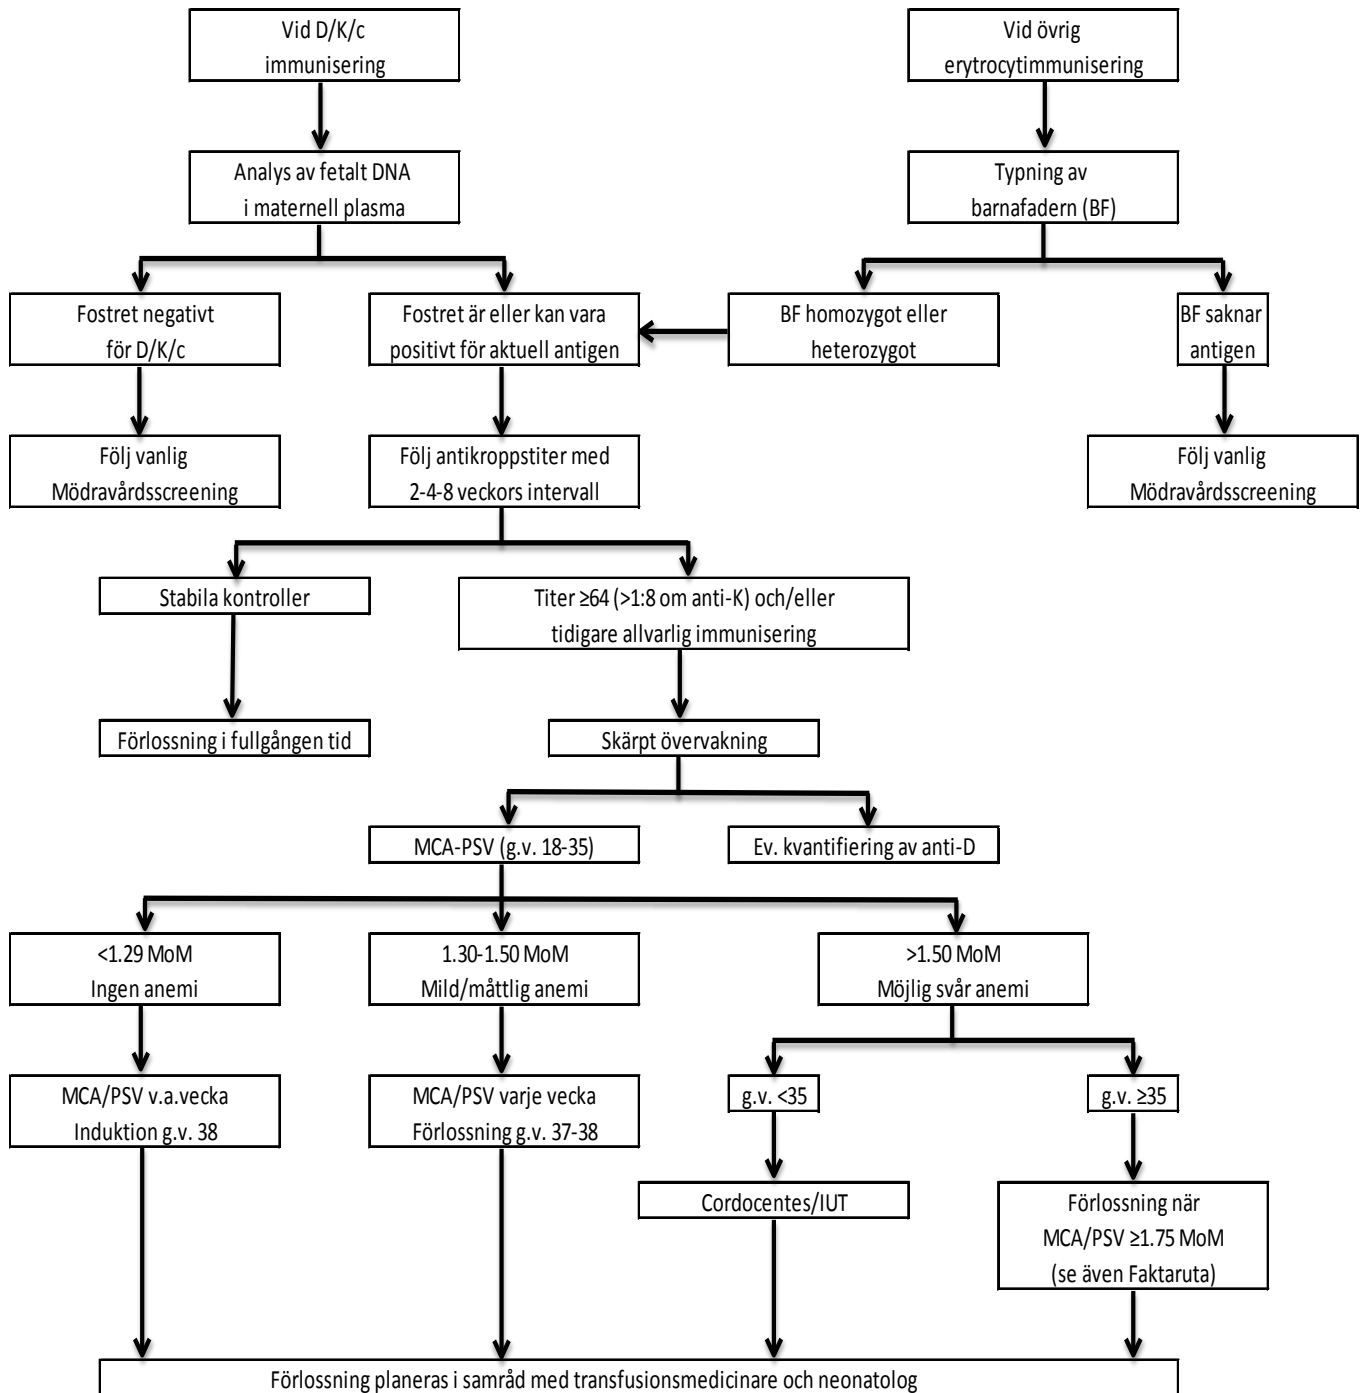 Vid D/K/c
immunisering
Vid övrig
erytrocytimmunisering
Analys av fetalt DNA
i maternell plasma
Typning av
barnafadern (BF)
Fostret negativt
för D/K/c
Fostret är eller kan vara
positivt för aktuell antigen
BF homozygot eller
heterozygot
BF saknar
antigen
Följ vanlig
Mödravårdsscreening
Följ antikroppstiter med
2-4-8 veckors intervall
Följ vanlig
Mödravårdsscreening
Stabila kontroller
Titer ≥64 (>1:8 om anti-K) och/eller
tidigare allvarlig immunisering
Förlossning i fullgången tid
Skärpt övervakning
MCA-PSV (g.v. 18-35)
Ev. kvantifiering av anti-D
<1.29 MoM
Ingen anemi
1.30-1.50 MoM
Mild/måttlig anemi
>1.50 MoM
Möjlig svår anemi
MCA/PSV v.a.vecka
Induktion g.v. 38
MCA/PSV varje vecka
Förlossning g.v. 37-38
g.v. <35
g.v. ≥35
Cordocentes/IUT
Förlossning när
MCA/PSV ≥1.75 MoM
(se även Faktaruta)
Förlossning planeras i samråd med transfusionsmedicinare och neonatolog